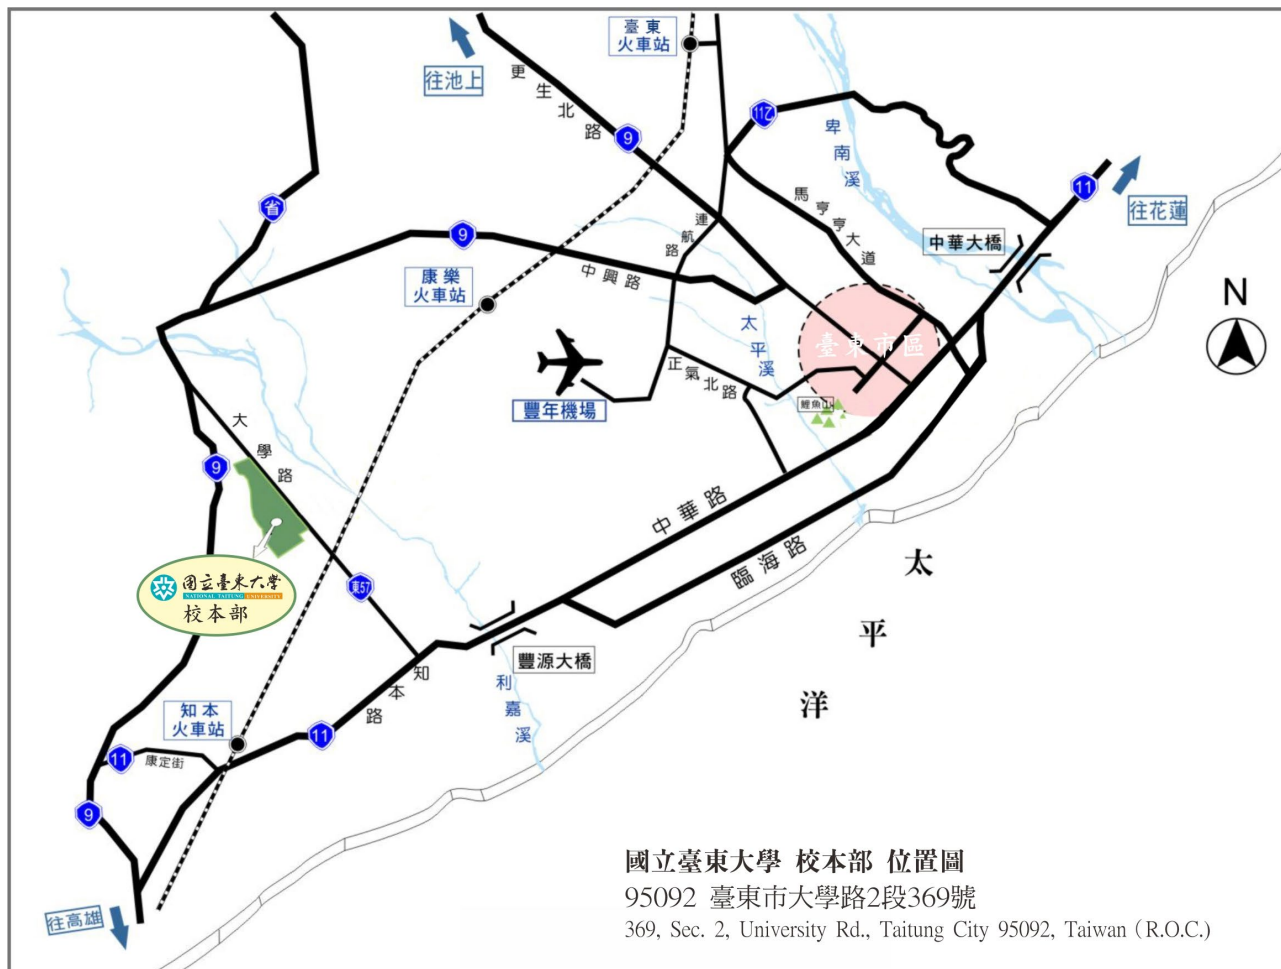 臺東
火車站
往池上
更生北路
9
11乙
卑南溪
11
往花蓮
省
9
連航路
馬亨亨大道
中華大橋
康樂
火車站
中興路
N
太平溪
臺東市區
正氣北路
鯉魚山
豐年機場
大學路
9
中華路
臨海路
太平洋
國立臺東大學
NATIONAL TAITUNG UNIVERSITY
校本部
東57
豐源大橋
知本路
利嘉溪
知本
火車站
11
11
康定街
9
往高雄
國立臺東大學 校本部 位置圖
95092 臺東市大學路2段369號
369, Sec. 2, University Rd., Taitung City 95092, Taiwan (R.O.C.)